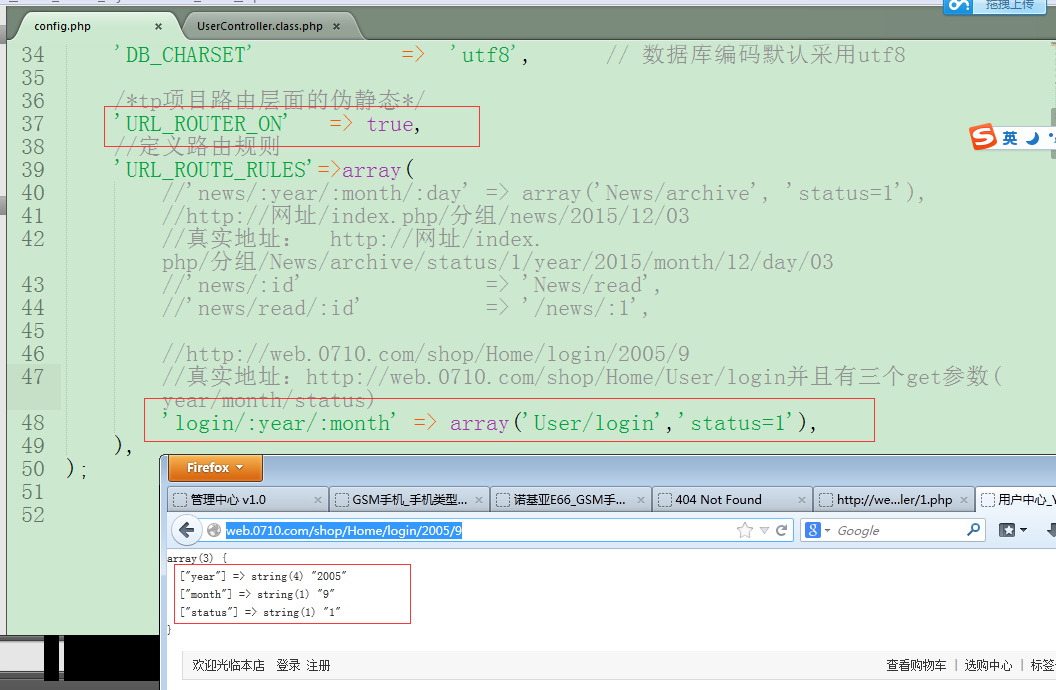 拖拽上传
config.php × UserController.class.php ×
34 'DB_CHARSET' => 'utf8', // 数据库编码默认采用utf8
35
36 /*tp项目路由层面的伪静态*/
37 'URL_ROUTER_ON' => true,
38 //定义路由规则
39 'URL_ROUTE_RULES'=>array(
40 //'news/:year/:month/:day' => array('News/archive', 'status=1'),
41 //http://网址/index.php/分组/news/2015/12/03
42 //真实地址： http://网址/index.
php/分组/News/archive/status/1/year/2015/month/12/day/03
43 //'news/:id' => 'News/read',
44 //'news/read/:id' => '/news/:1',
45
46 //http://web.0710.com/shop/Home/login/2005/9
47 //真实地址：http://web.0710.com/shop/Home/User/login并且有三个get参数(
year/month/status)
48 'login/:year/:month' => array('User/login','status=1'),
49 ),
50 );
51
52
S 英
Firefox
管理中心 v1.0 × GSM手机_手机类型... × 诺基亚E66_GSM手... × 404 Not Found × http://we...ler/1.php × 用户中心_Y
web.0710.com/shop/Home/login/2005/9 8 Google
array(3) {
["year"] => string(4) "2005"
["month"] => string(1) "9"
["status"] => string(1) "1"
}
欢迎光临本店 登录 注册 查看购物车 | 选购中心 | 标签